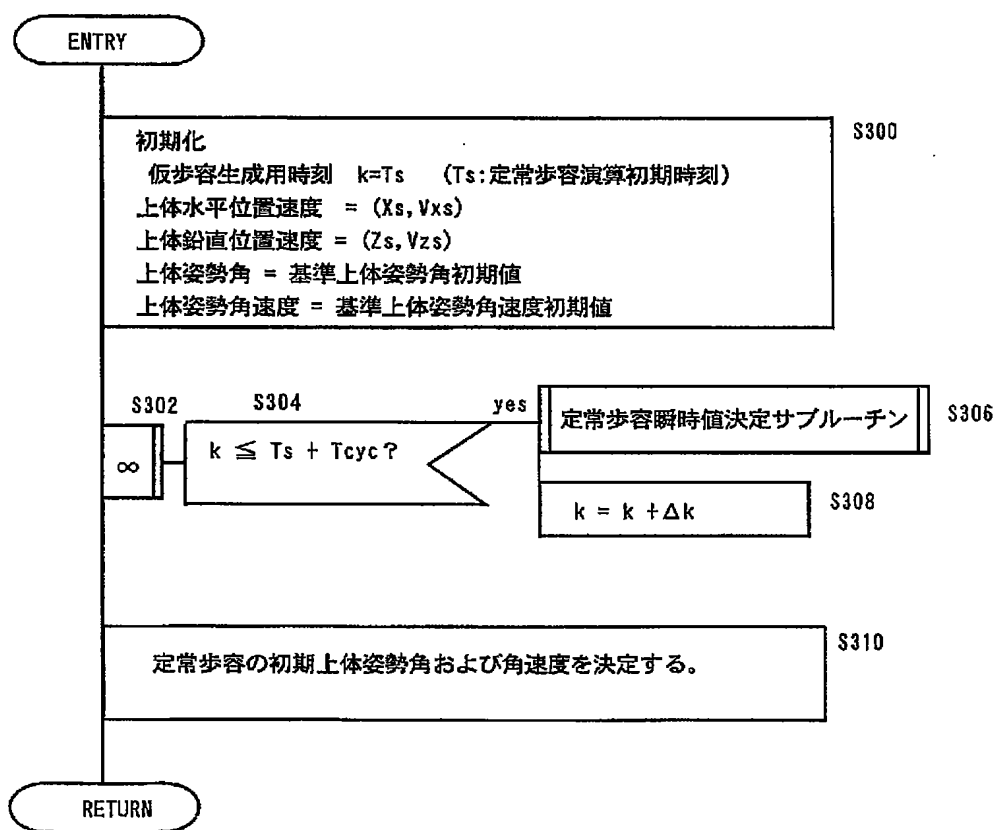 ENTRY
S300
初期化
仮歩容生成用時刻 k=Ts (Ts:定常歩容演算初期時刻)
上体水平位置速度 = (Xs,Vxs)
上体鉛直位置速度 = (Zs,Vzs)
上体姿勢角 = 基準上体姿勢角初期値
上体姿勢角速度 = 基準上体姿勢角速度初期値
S302
∞
S304
k ≦ Ts + Tcyc?
yes
定常歩容瞬時値決定サブルーチン
S306
k = k +Δk
S308
S310
定常歩容の初期上体姿勢角および角速度を決定する。
RETURN